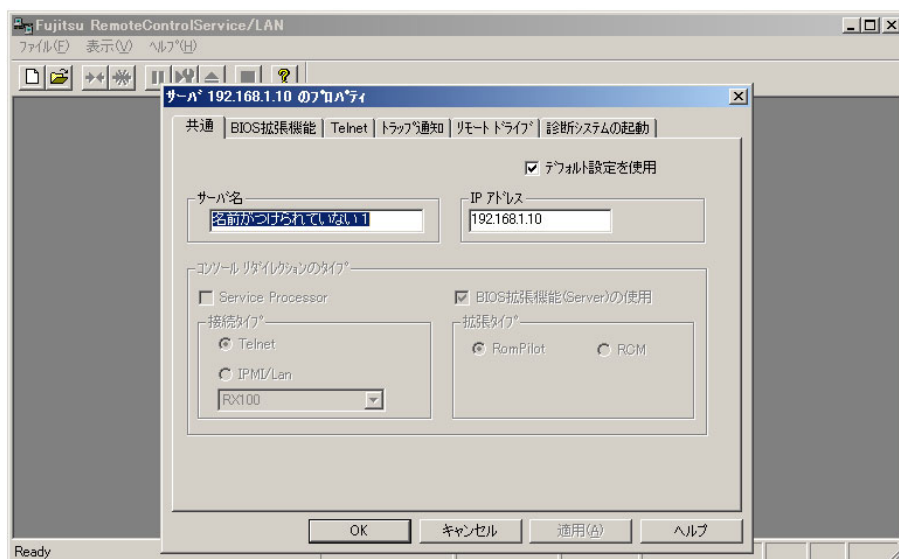 Fujitsu RemoteControlService/LAN
ファイル(F) 表示(V) ヘルプ(H)
サーバ 192.168.1.10 のプロパティ
共通 BIOS拡張機能 Telnet トラップ通知 リモート ドライブ 診断システムの起動
デフォルト設定を使用
サーバ名 IP アドレス
名前がつけられていない 1 192.168.1.10
コンソール リダイレクションのタイプ
Service Processor BIOS拡張機能(Server)の使用
接続タイプ 拡張タイプ
Telnet RomPilot RCM
IPMI/Lan
RX100
OK キャンセル 適用(A) ヘルプ
Ready